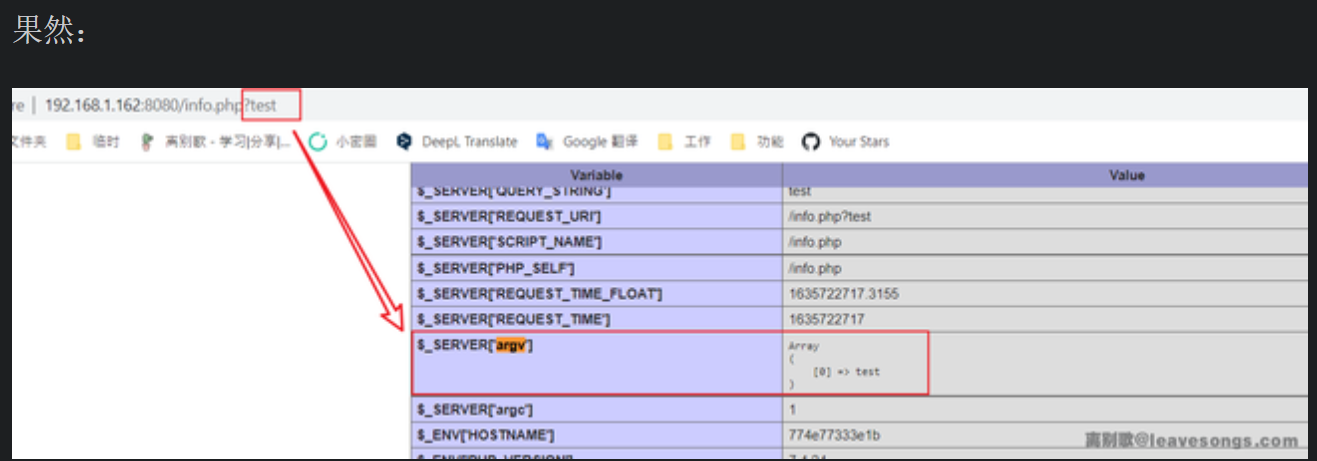 果然：
re | 192.168.1.162:8080/info.php?test
文件夹 临时 离别歌 - 学习|分享|... 小密圈 DeepL Translate Google 翻译 工作 功能 Your Stars
Variable Value
$_SERVER['QUERY_STRING'] test
$_SERVER['REQUEST_URI'] /info.php?test
$_SERVER['SCRIPT_NAME'] /info.php
$_SERVER['PHP_SELF'] /info.php
$_SERVER['REQUEST_TIME_FLOAT'] 1635722717.3155
$_SERVER['REQUEST_TIME'] 1635722717
$_SERVER['argv'] Array
(
[0] => test
)
$_SERVER['argc'] 1
$_ENV['HOSTNAME'] 774e77333e1b
离别歌@leavesongs.com